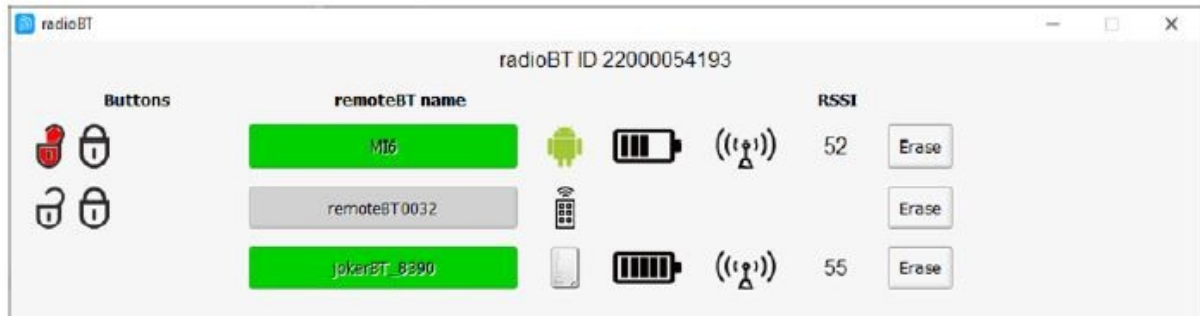 radioBT
radioBT ID 22000054193
Buttons remoteBT name RSSI
MI6 52 Erase
remoteBT0032 Erase
jokerBT_8390 55 Erase